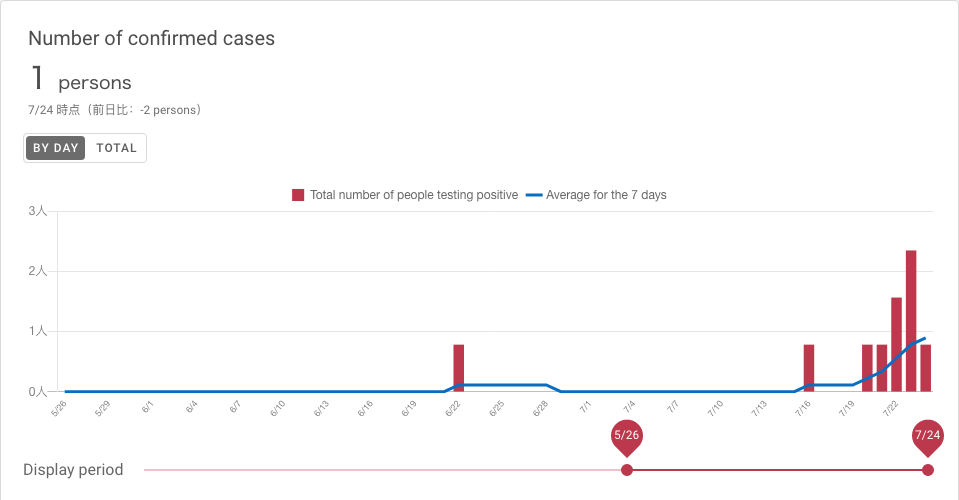 Number of confirmed cases
1 persons
7/24 時点（前日比： -2 persons）
BY DAY TOTAL
Total number of people testing positive Average for the 7 days
3人
2人
1人
0人
5/26 5/29 6/1 6/4 6/7 6/10 6/13 6/16 6/19 6/22 6/25 6/28 7/1 7/4 7/7 7/10 7/13 7/16 7/19 7/22
5/26 7/24
Display period